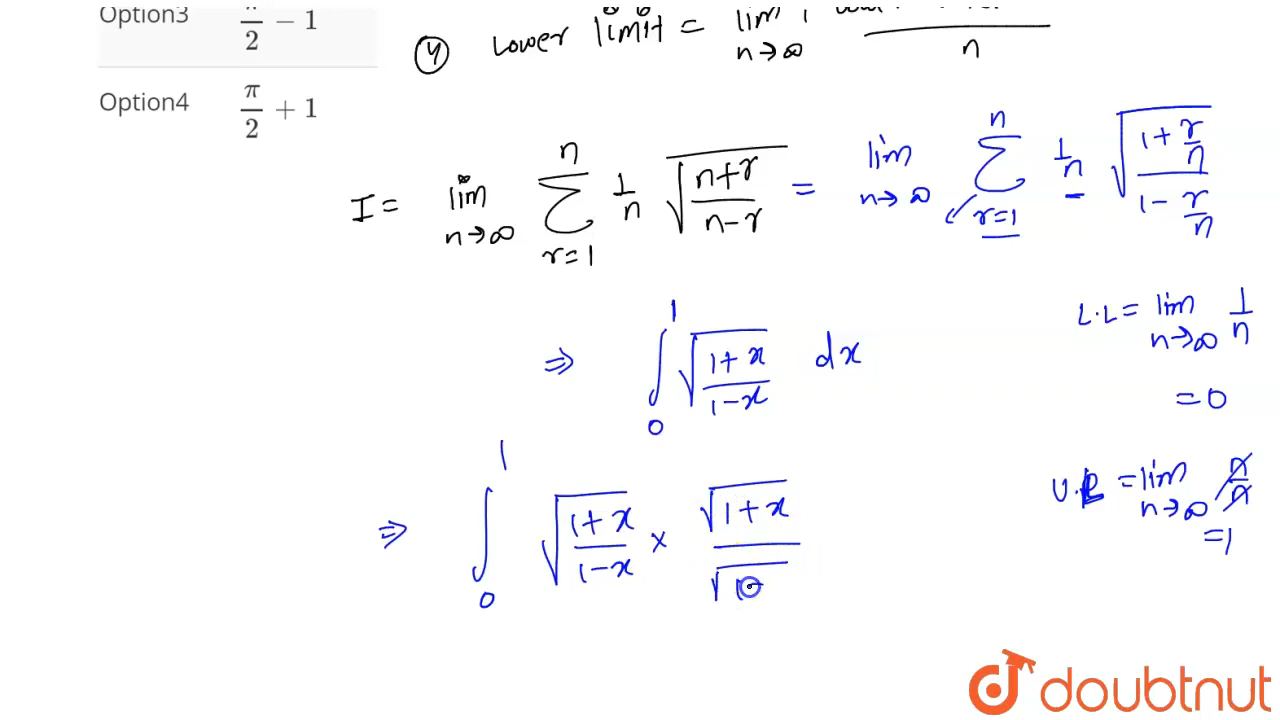 Option3 π/2 − 1
④ Lower limit = lim n→∞ n
Option4 π/2 + 1
I = lim n→∞ ∑ r=1 n 1/n √((n+r)/(n−r)) = lim n→∞ ∑ r=1 n 1/n √((1+r/n)/(1−r/n))
L.L = lim n→∞ 1/n
= 0
⇒ ∫ 0 1 √((1+x)/(1−x)) dx
U.L = lim n→∞ n/n
= 1
⇒ ∫ 0 1 √((1+x)/(1−x)) × √(1+x)/√1
doubtnut